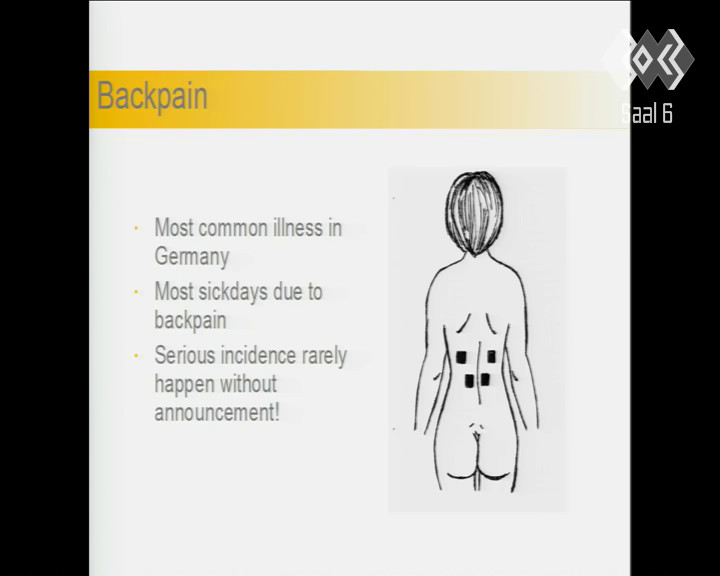 Backpain
Saal 6
· Most common illness in
Germany
· Most sickdays due to
backpain
· Serious incidence rarely
happen without
announcement!